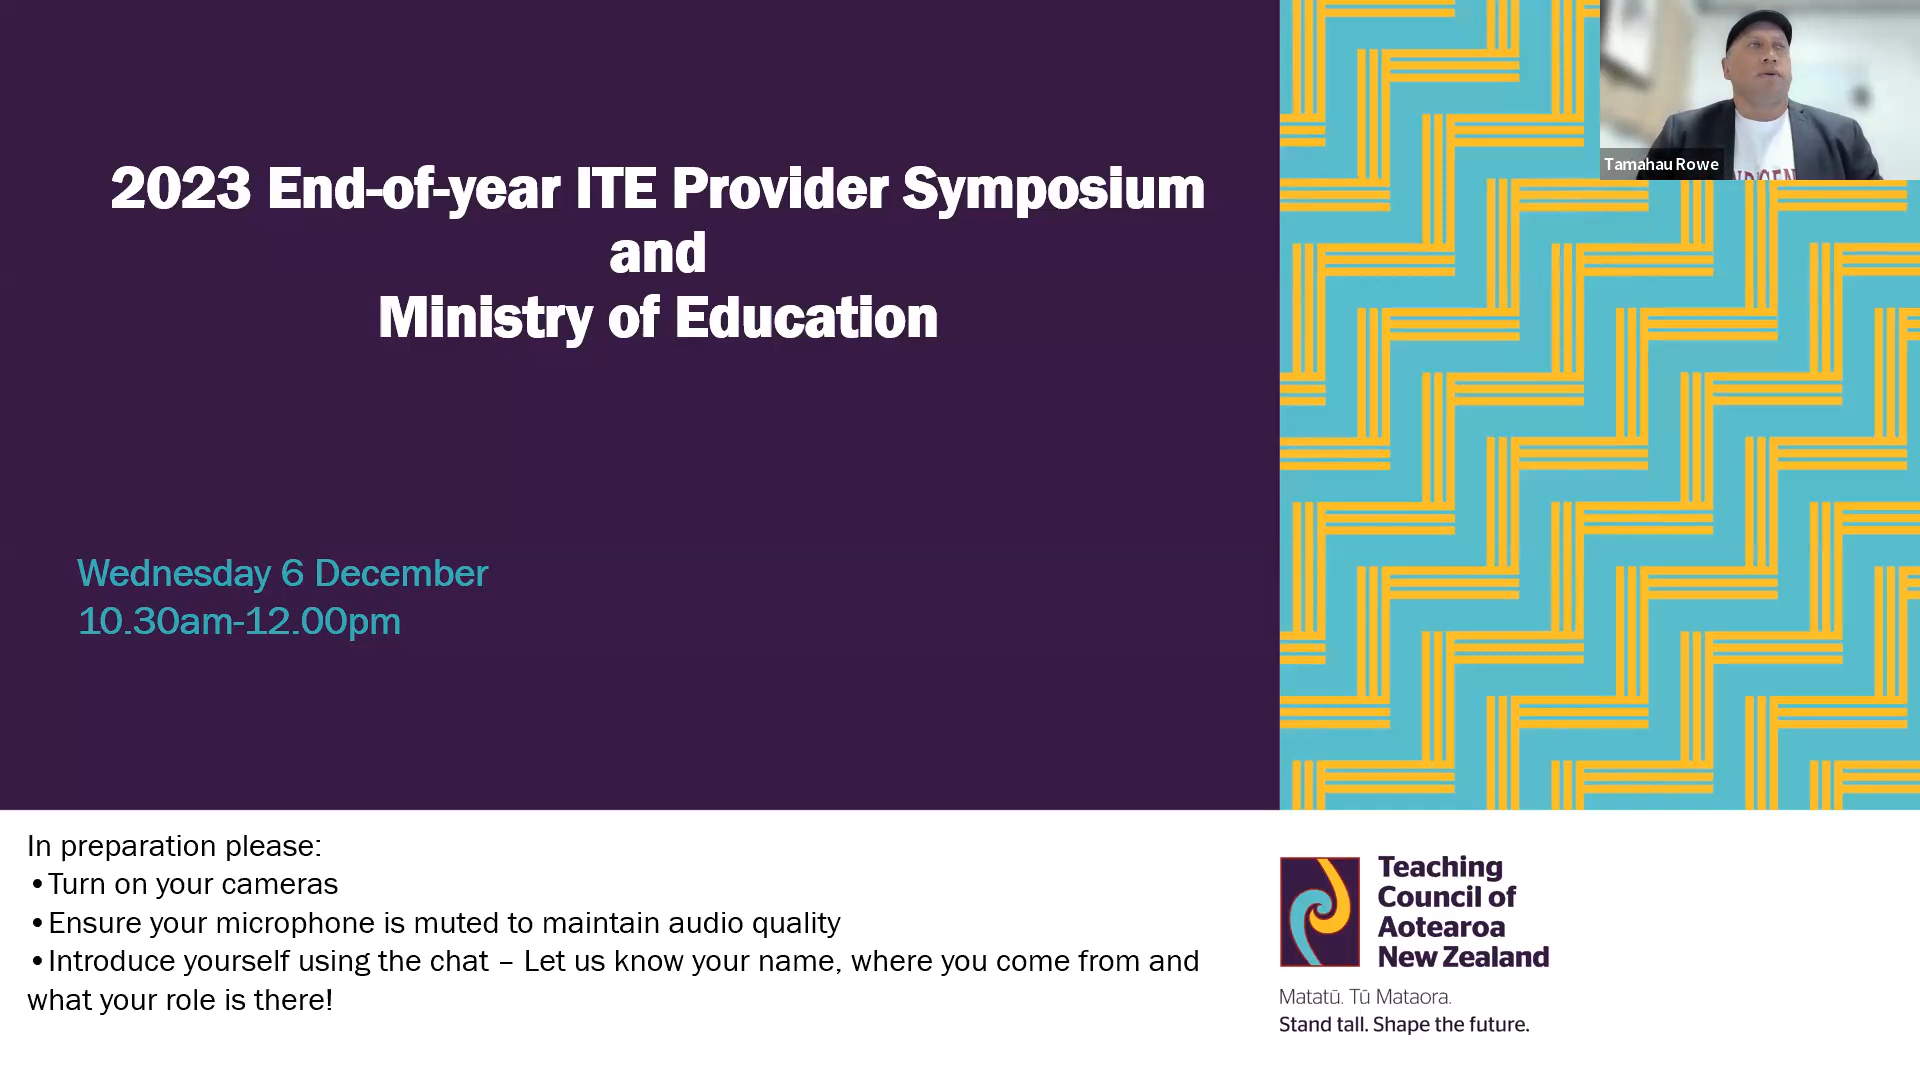 2023 End-of-year ITE Provider Symposium
and
Ministry of Education
Tamahau Rowe
Wednesday 6 December
10.30am-12.00pm
In preparation please:
•Turn on your cameras
•Ensure your microphone is muted to maintain audio quality
•Introduce yourself using the chat – Let us know your name, where you come from and
what your role is there!
Teaching
Council of
Aotearoa
New Zealand
Matatū. Tū Mataora.
Stand tall. Shape the future.